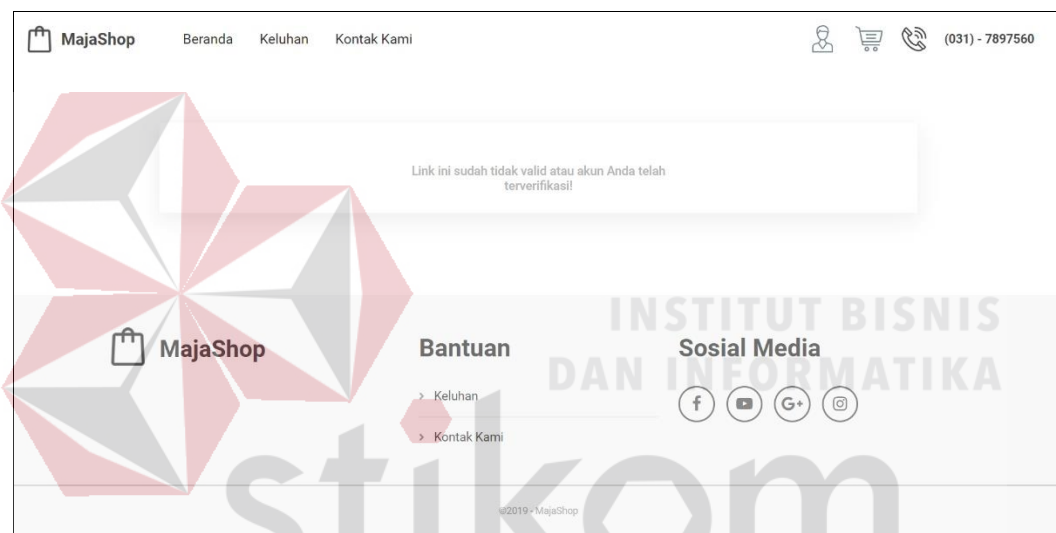 MajaShop Beranda Keluhan Kontak Kami (031) - 7897560
Link ini sudah tidak valid atau akun Anda telah
terverifikasi!
INSTITUT BISNIS
DAN INFORMATIKA
stikom
MajaShop
Bantuan
> Keluhan
> Kontak Kami
Sosial Media
f G+
©2019 - MajaShop